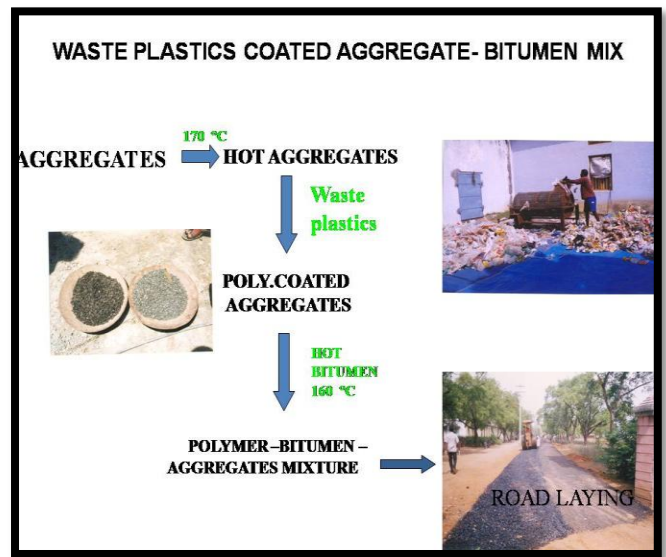 WASTE PLASTICS COATED AGGREGATE- BITUMEN MIX
170 °C
AGGREGATES
HOT AGGREGATES
Waste
plastics
POLY.COATED
AGGREGATES
HOT
BITUMEN
160 °C
POLYMER–BITUMEN–
AGGREGATES MIXTURE
ROAD LAYING